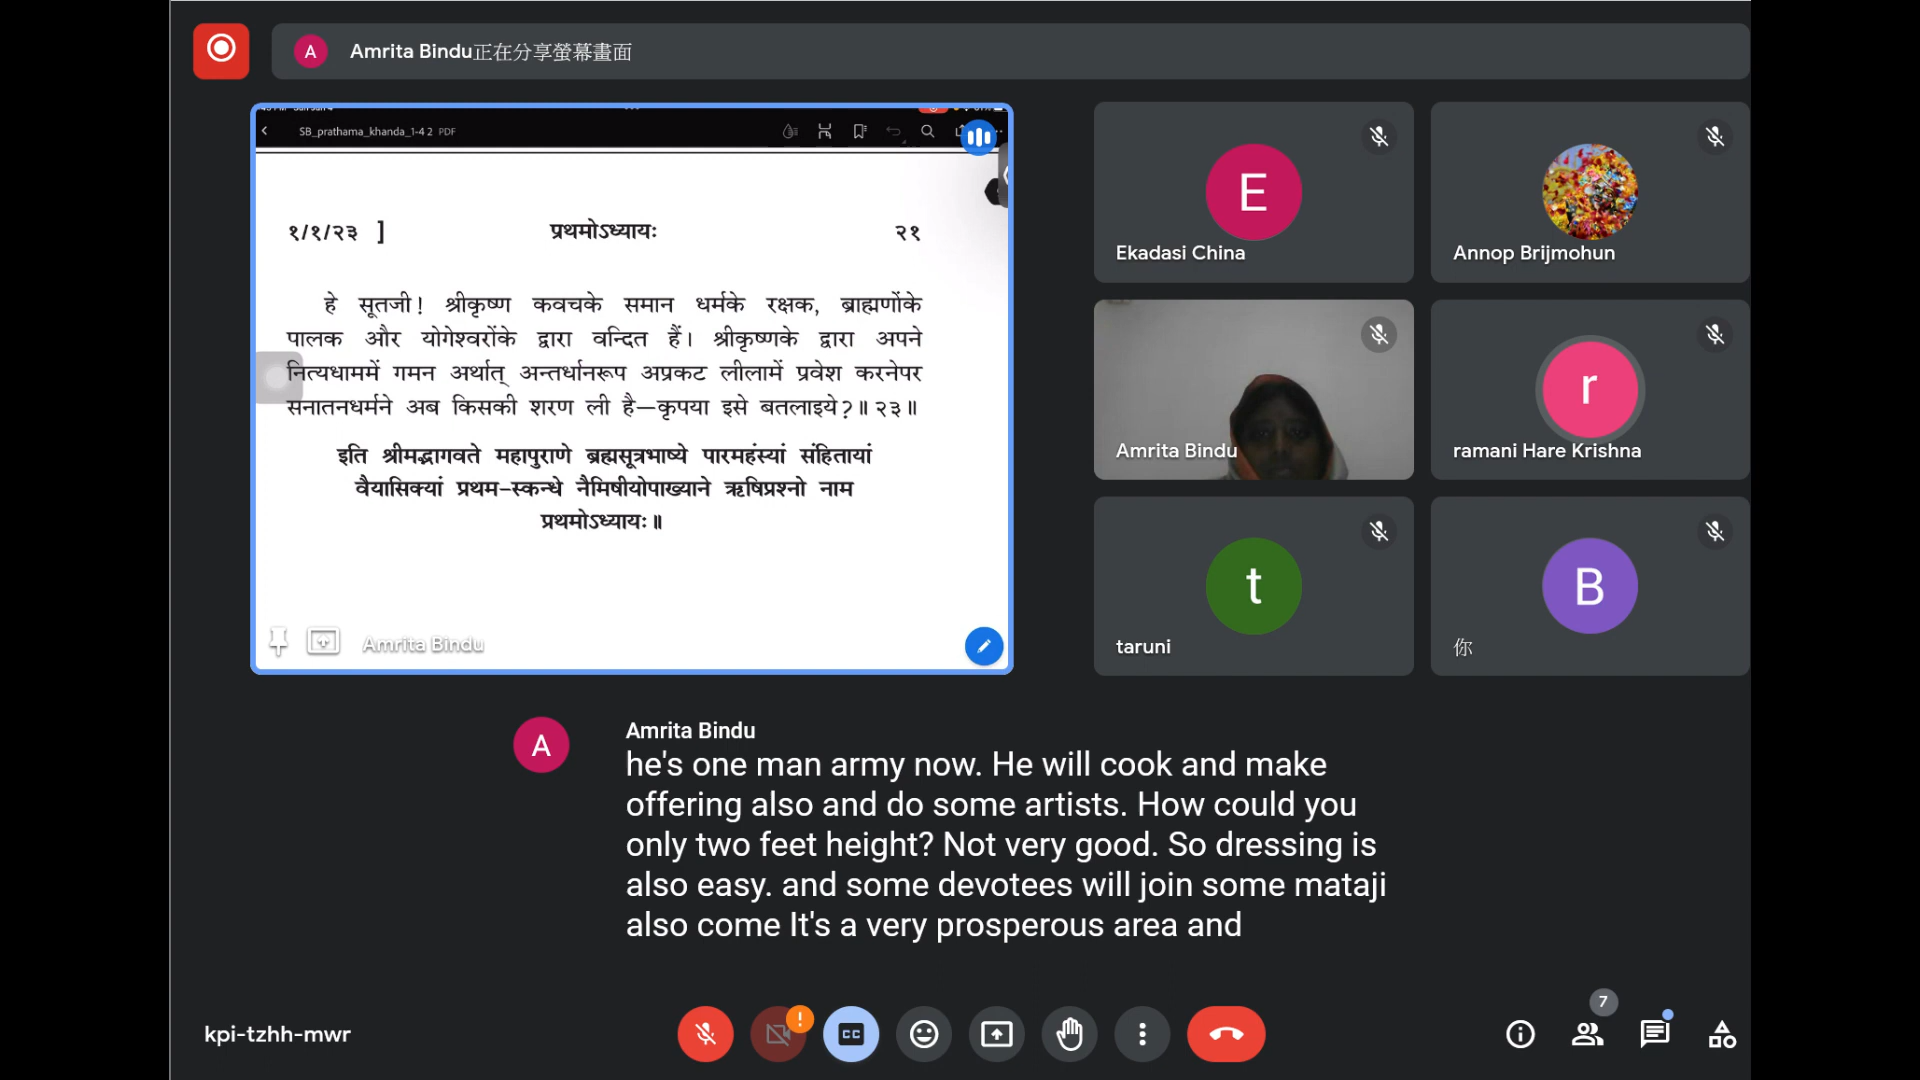 A Amrita Bindu正在分享螢幕畫面
SB_prathama_khanda_1-4 2 PDF
१/१/२३ ] प्रथमोऽध्यायः २१
हे सूतजी! श्रीकृष्ण कवचके समान धर्मके रक्षक, ब्राह्मणोंके
पालक और योगेश्वरोंके द्वारा वन्दित हैं। श्रीकृष्णके द्वारा अपने
नित्यधाममें गमन अर्थात् अन्तर्धानरूप अप्रकट लीलामें प्रवेश करनेपर
सनातनधर्मने अब किसकी शरण ली है—कृपया इसे बतलाइये?॥२३॥
इति श्रीमद्भागवते महापुराणे ब्रह्मसूत्रभाष्ये पारमहंस्यां संहितायां
वैयासिक्यां प्रथम-स्कन्धे नैमिषीयोपाख्याने ऋषिप्रश्नो नाम
प्रथमोऽध्यायः॥
Amrita Bindu
E
Ekadasi China
Annop Brijmohun
Amrita Bindu
r
ramani Hare Krishna
t
taruni
B
你
A
Amrita Bindu
he's one man army now. He will cook and make
offering also and do some artists. How could you
only two feet height? Not very good. So dressing is
also easy. and some devotees will join some mataji
also come It's a very prosperous area and
kpi-tzhh-mwr
CC
7